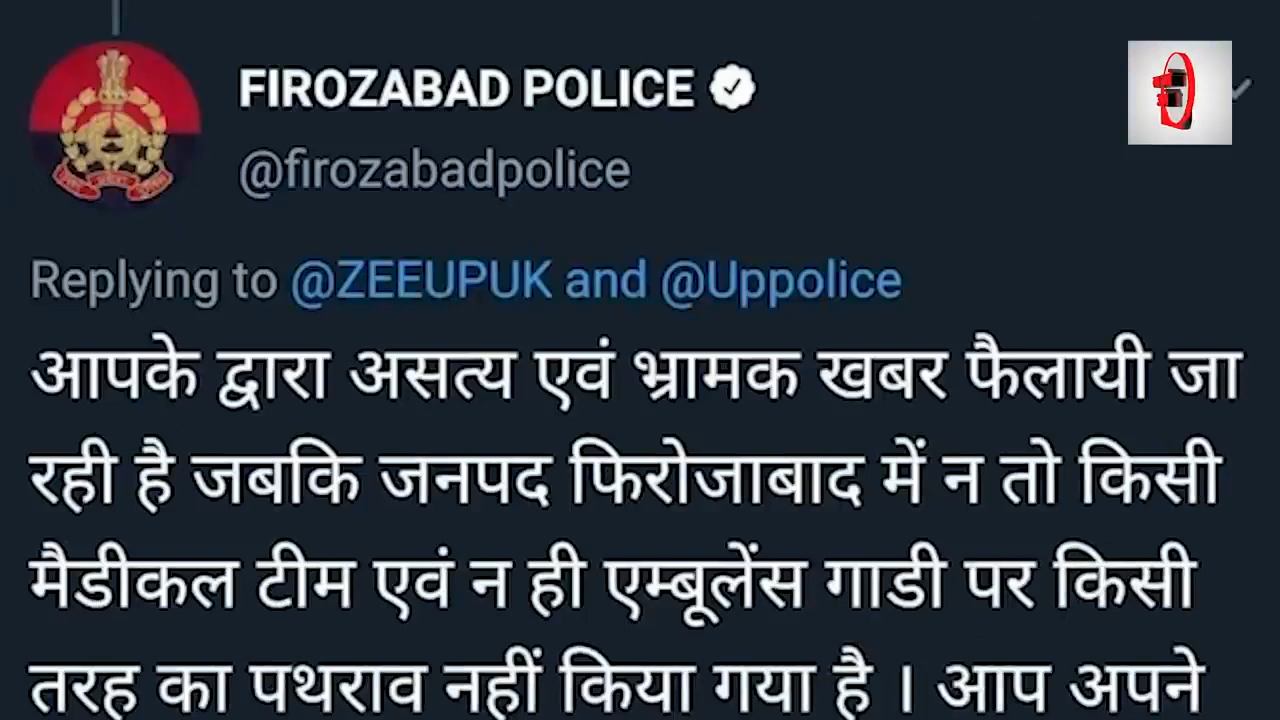 FIROZABAD POLICE
@firozabadpolice
Replying to @ZEEUPUK and @Uppolice
आपके द्वारा असत्य एवं भ्रामक खबर फैलायी जा
रही है जबकि जनपद फिरोजाबाद में न तो किसी
मैडीकल टीम एवं न ही एम्बूलेंस गाडी पर किसी
तरह का पथराव नहीं किया गया है । आप अपने